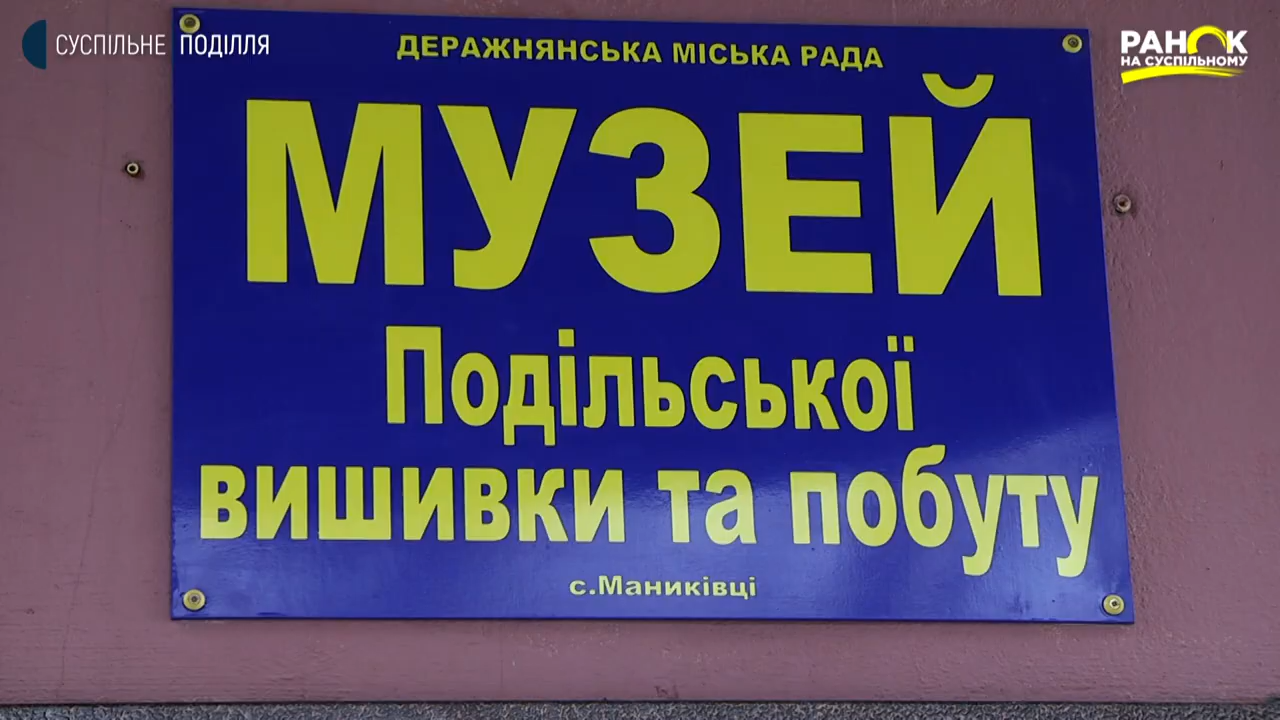 СУСПІЛЬНЕ ПОДІЛЛЯ
РАНОК
НА СУСПІЛЬНОМУ
ДЕРАЖНЯНСЬКА МІСЬКА РАДА
МУЗЕЙ
Подільської
вишивки та побуту
с.Маниківці